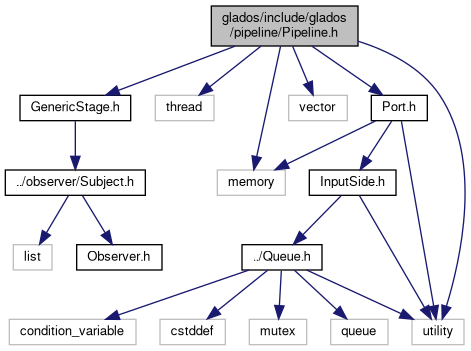 glados/include/glados
/pipeline/Pipeline.h
GenericStage.h
thread
vector
Port.h
../observer/Subject.h
memory
InputSide.h
list
Observer.h
../Queue.h
condition_variable
cstddef
mutex
queue
utility